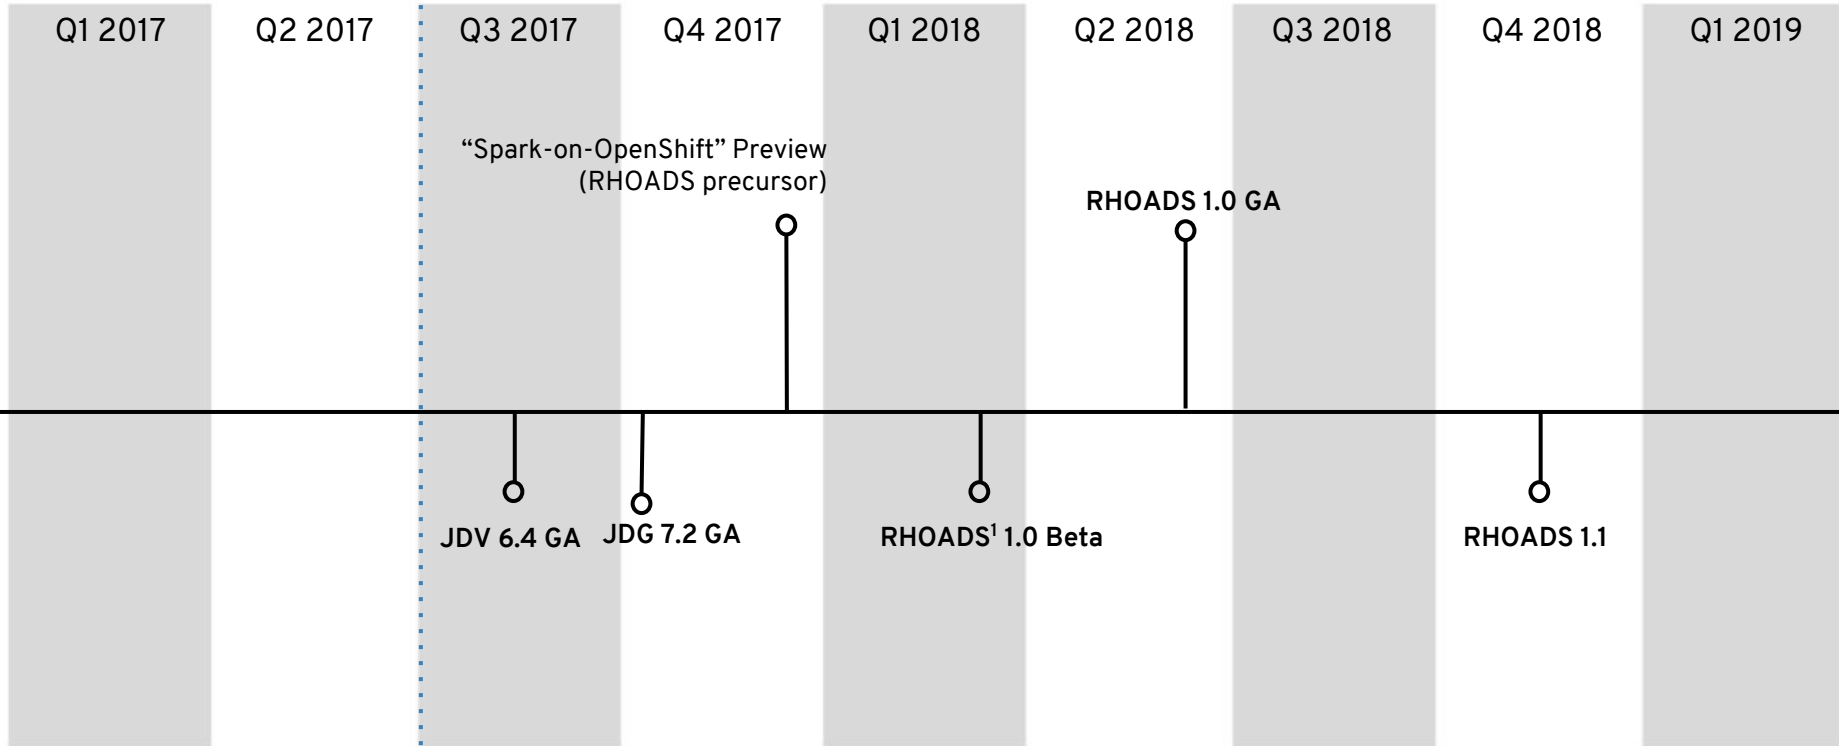 Q1 2017
Q2 2017
Q3 2017
Q4 2017
Q1 2018
Q2 2018
Q3 2018
Q4 2018
Q1 2019
“Spark-on-OpenShift” Preview
(RHOADS precursor)
RHOADS 1.0 GA
JDV 6.4 GA
JDG 7.2 GA
RHOADS¹ 1.0 Beta
RHOADS 1.1